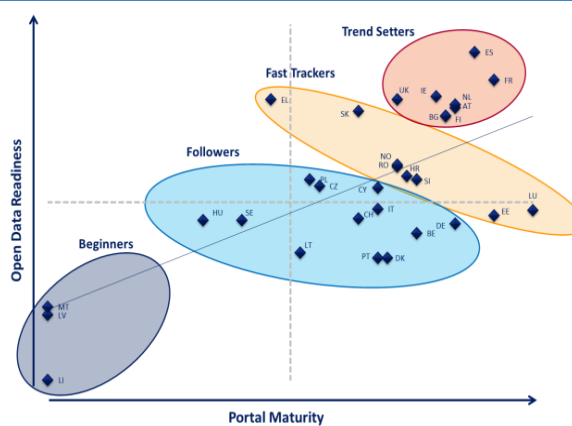 Trend Setters
ES
FR
Fast Trackers
UK
IE
NL
AT
BG
FI
EL
SK
NO
RO
HR
SI
LU
EE
Followers
PL
CZ
CY
IT
CH
DE
BE
HU
SE
LT
PT
DK
Beginners
MT
LV
LI
Open Data Readiness
Portal Maturity